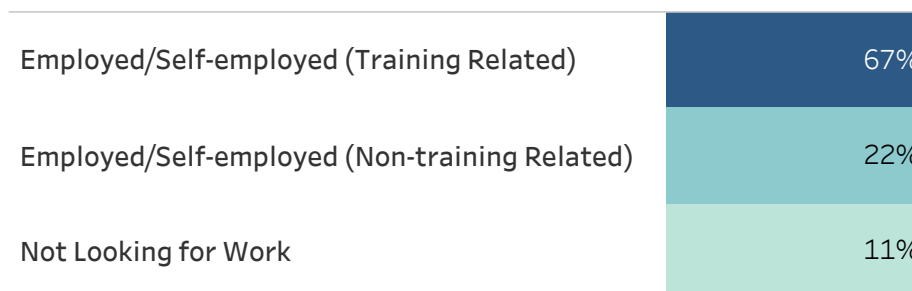 Employed/Self-employed (Training Related) 67%
Employed/Self-employed (Non-training Related) 22%
Not Looking for Work 11%